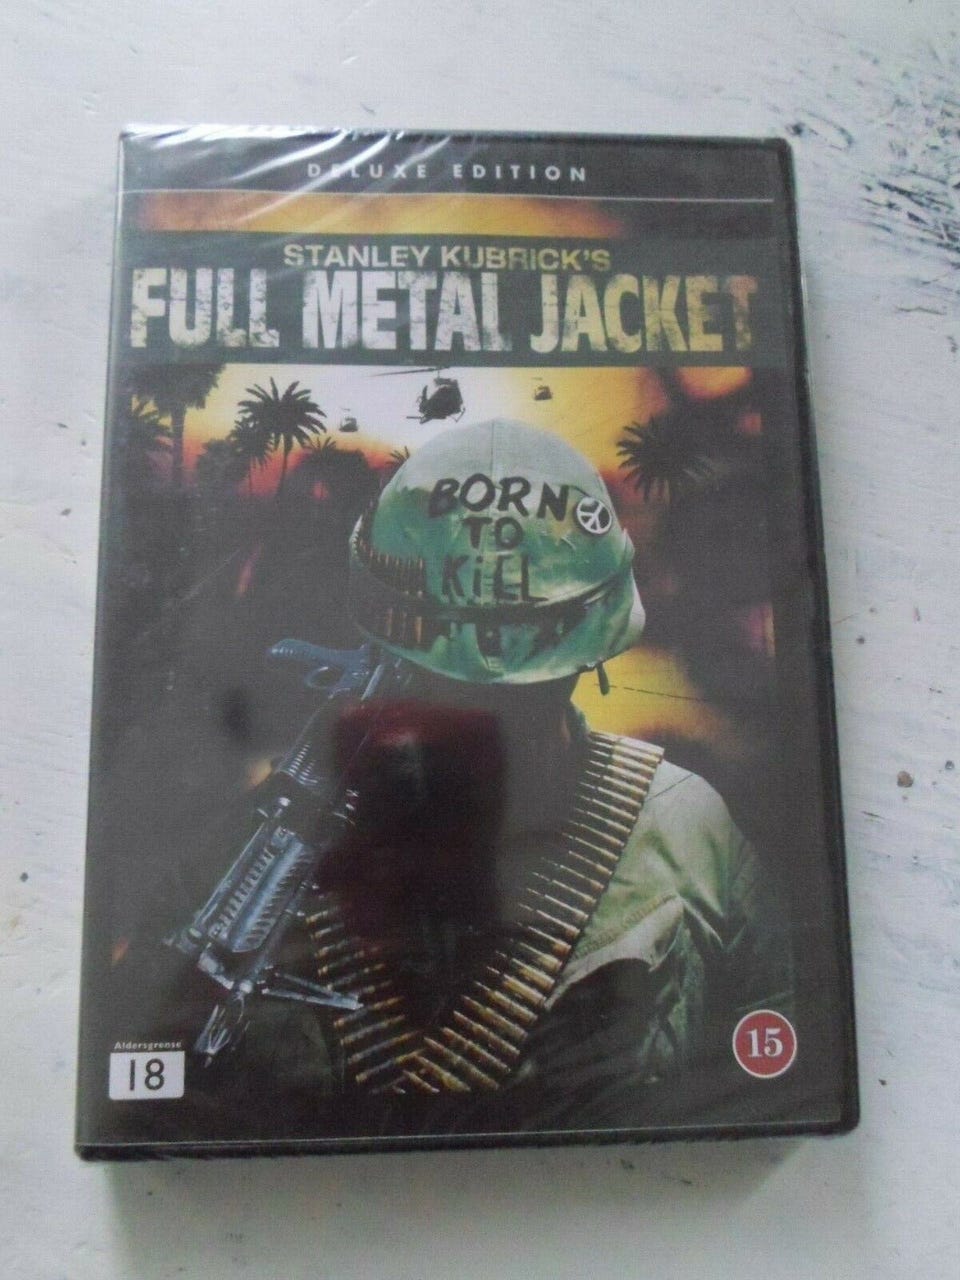 DELUXE EDITION
STANLEY KUBRICK'S
FULL METAL JACKET
BORN
TO
KiLL
Aldersgrense
18
15